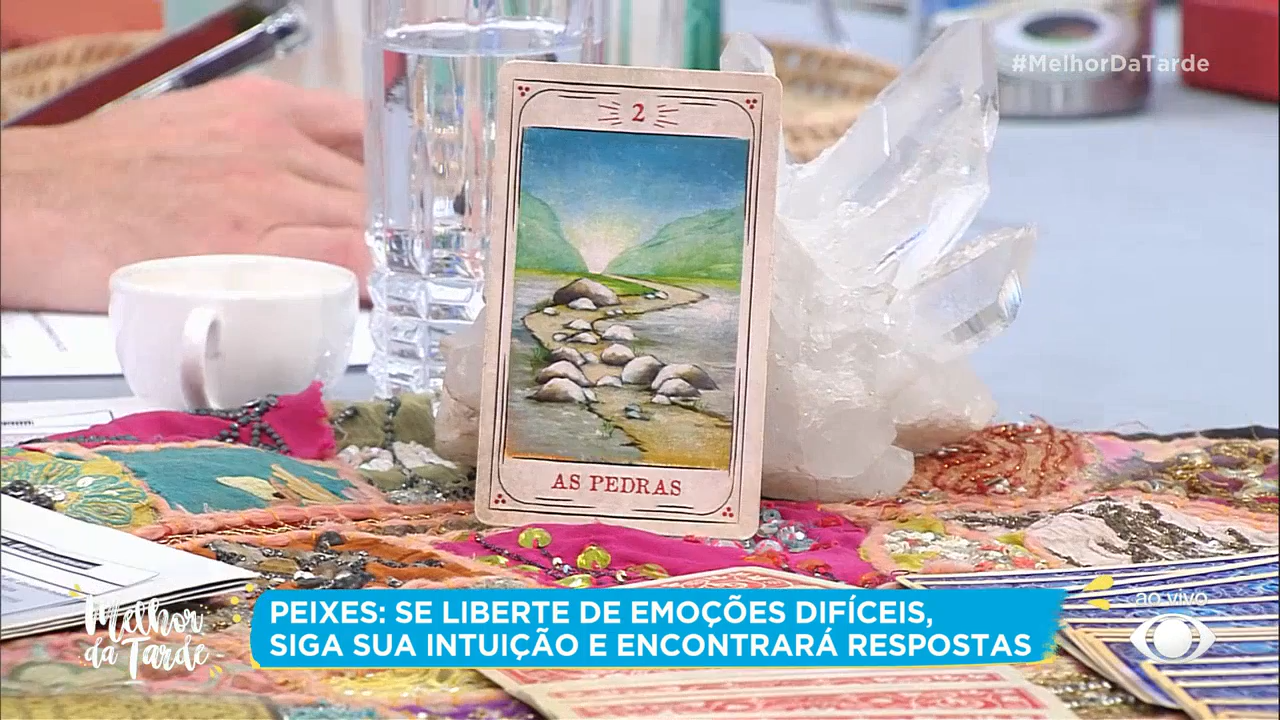 #MelhorDaTarde
2
AS PEDRAS
PEIXES: SE LIBERTE DE EMOÇÕES DIFÍCEIS,
SIGA SUA INTUIÇÃO E ENCONTRARÁ RESPOSTAS
Melhor
da Tarde
ao vivo